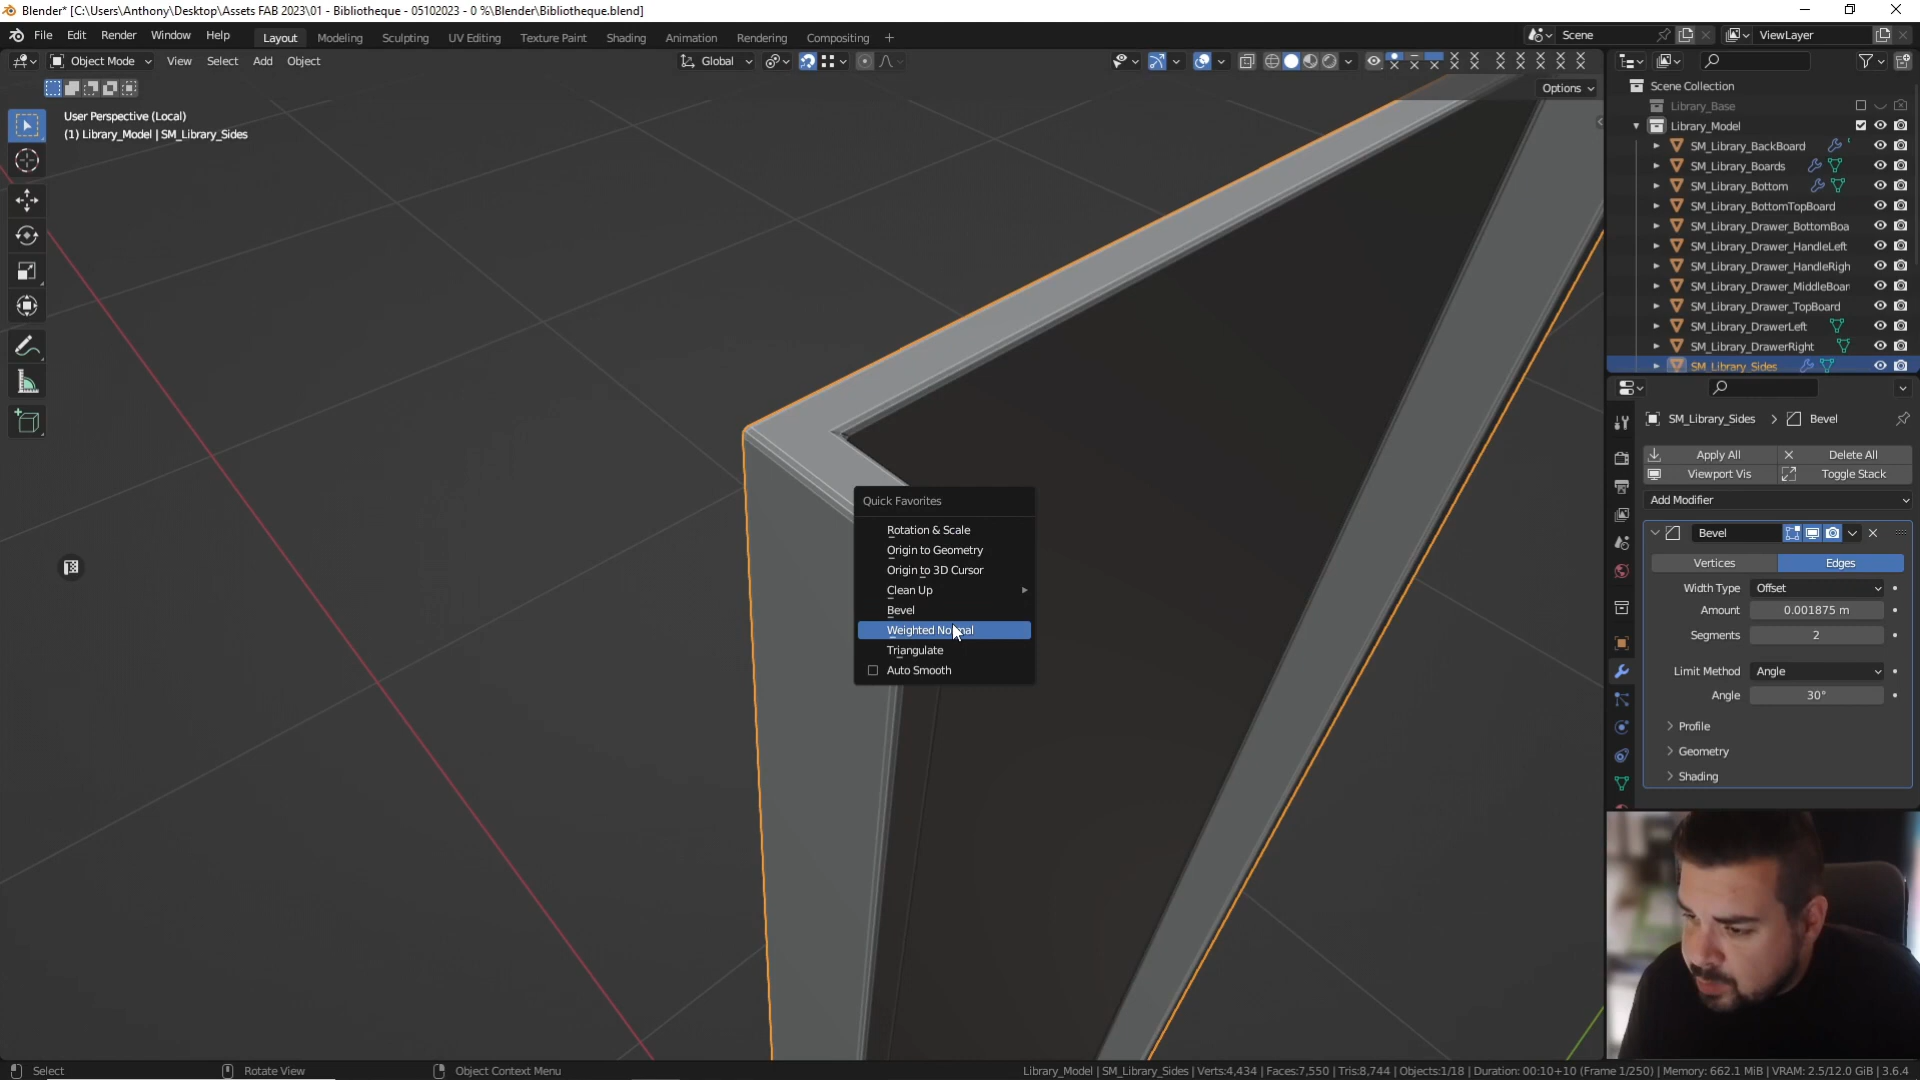 Blender* [C:\Users\Anthony\Desktop\Assets FAB 2023\01 - Bibliotheque - 05102023 - 0 %\Blender\Bibliotheque.blend]
File Edit Render Window Help Layout Modeling Sculpting UV Editing Texture Paint Shading Animation Rendering Compositing + Scene ViewLayer
Object Mode View Select Add Object Global
Options
User Perspective (Local)
(1) Library_Model | SM_Library_Sides
Quick Favorites
Rotation & Scale
Origin to Geometry
Origin to 3D Cursor
Clean Up
Bevel
Weighted Normal
Triangulate
Auto Smooth
Scene Collection
Library_Base
Library_Model
SM_Library_BackBoard
SM_Library_Boards
SM_Library_Bottom
SM_Library_BottomTopBoard
SM_Library_Drawer_BottomBoa
SM_Library_Drawer_HandleLeft
SM_Library_Drawer_HandleRigh
SM_Library_Drawer_MiddleBoar
SM_Library_Drawer_TopBoard
SM_Library_DrawerLeft
SM_Library_DrawerRight
SM_Library_Sides
SM_Library_Sides > Bevel
Apply All Delete All
Viewport Vis Toggle Stack
Add Modifier
Bevel
Vertices Edges
Width Type Offset
Amount 0.001875 m
Segments 2
Limit Method Angle
Angle 30°
Profile
Geometry
Shading
Select Rotate View Object Context Menu Library_Model | SM_Library_Sides | Verts:4,434 | Faces:7,550 | Tris:8,744 | Objects:1/18 | Duration: 00:10+10 (Frame 1/250) | Memory: 662.1 MiB | VRAM: 2.5/12.0 GiB | 3.6.4